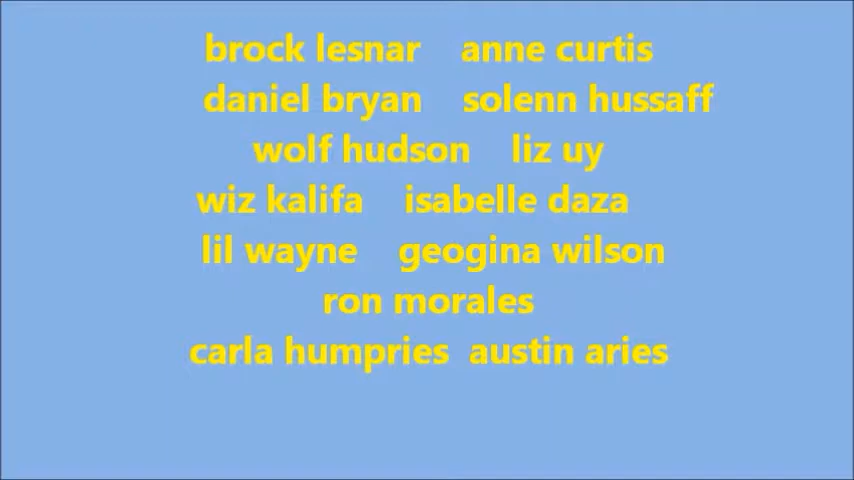 brock lesnar anne curtis
daniel bryan solenn hussaff
wolf hudson liz uy
wiz kalifa isabelle daza
lil wayne geogina wilson
ron morales
carla humpries austin aries